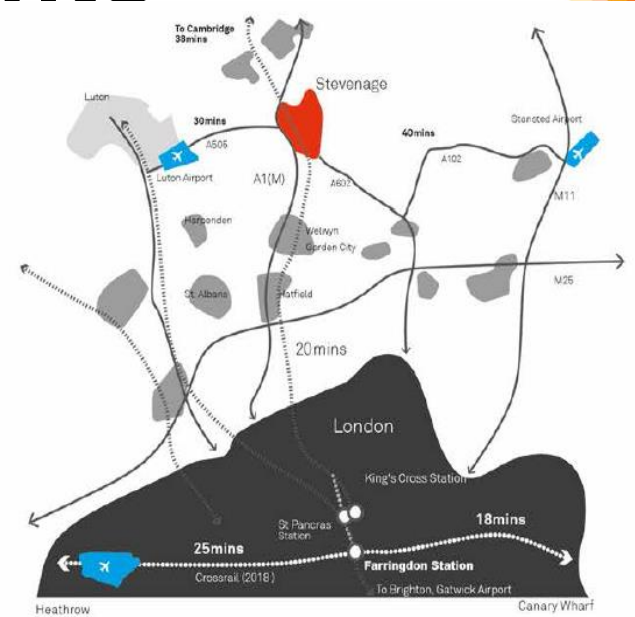 To Cambridge
38mins
Stevenage
Luton
30mins
A505
Luton Airport
40mins
Stansted Airport
A102
M11
A1(M)
A602
Harpenden
Welwyn
Garden City
St. Albans
Hatfield
M25
20mins
London
King's Cross Station
St Pancras
Station
18mins
25mins
Farringdon Station
Crossrail (2018)
To Brighton, Gatwick Airport
Heathrow
Canary Wharf